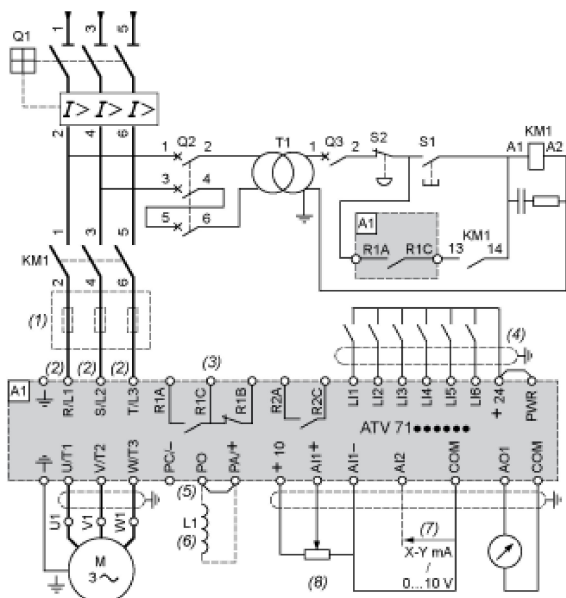 1 3 5
Q1
I> I> I>
2 4 6
1 Q2 2
3 4
5 6
T1
1 Q3 2
S2
S1
KM1
A1 A2
A1
R1A R1C
KM1
13 14
1 3 5
KM1
2 4 6
(1)
(2) (2) (2)
(3)
(4)
A1
R/L1 S/L2 T/L3
R1A R1C R1B
R2A R2C
LI1 LI2 LI3 LI4 LI5 LI6 + 24 PWR
ATV 71●●●●●●
U/T1 V/T2 W/T3
PC/- PO PA/+
+ 10 AI1+ AI1- AI2 COM
AO1 COM
U1 V1 W1
M
3 ~
(5)
L1
(6)
(7)
X-Y mA
/
0...10 V
(8)